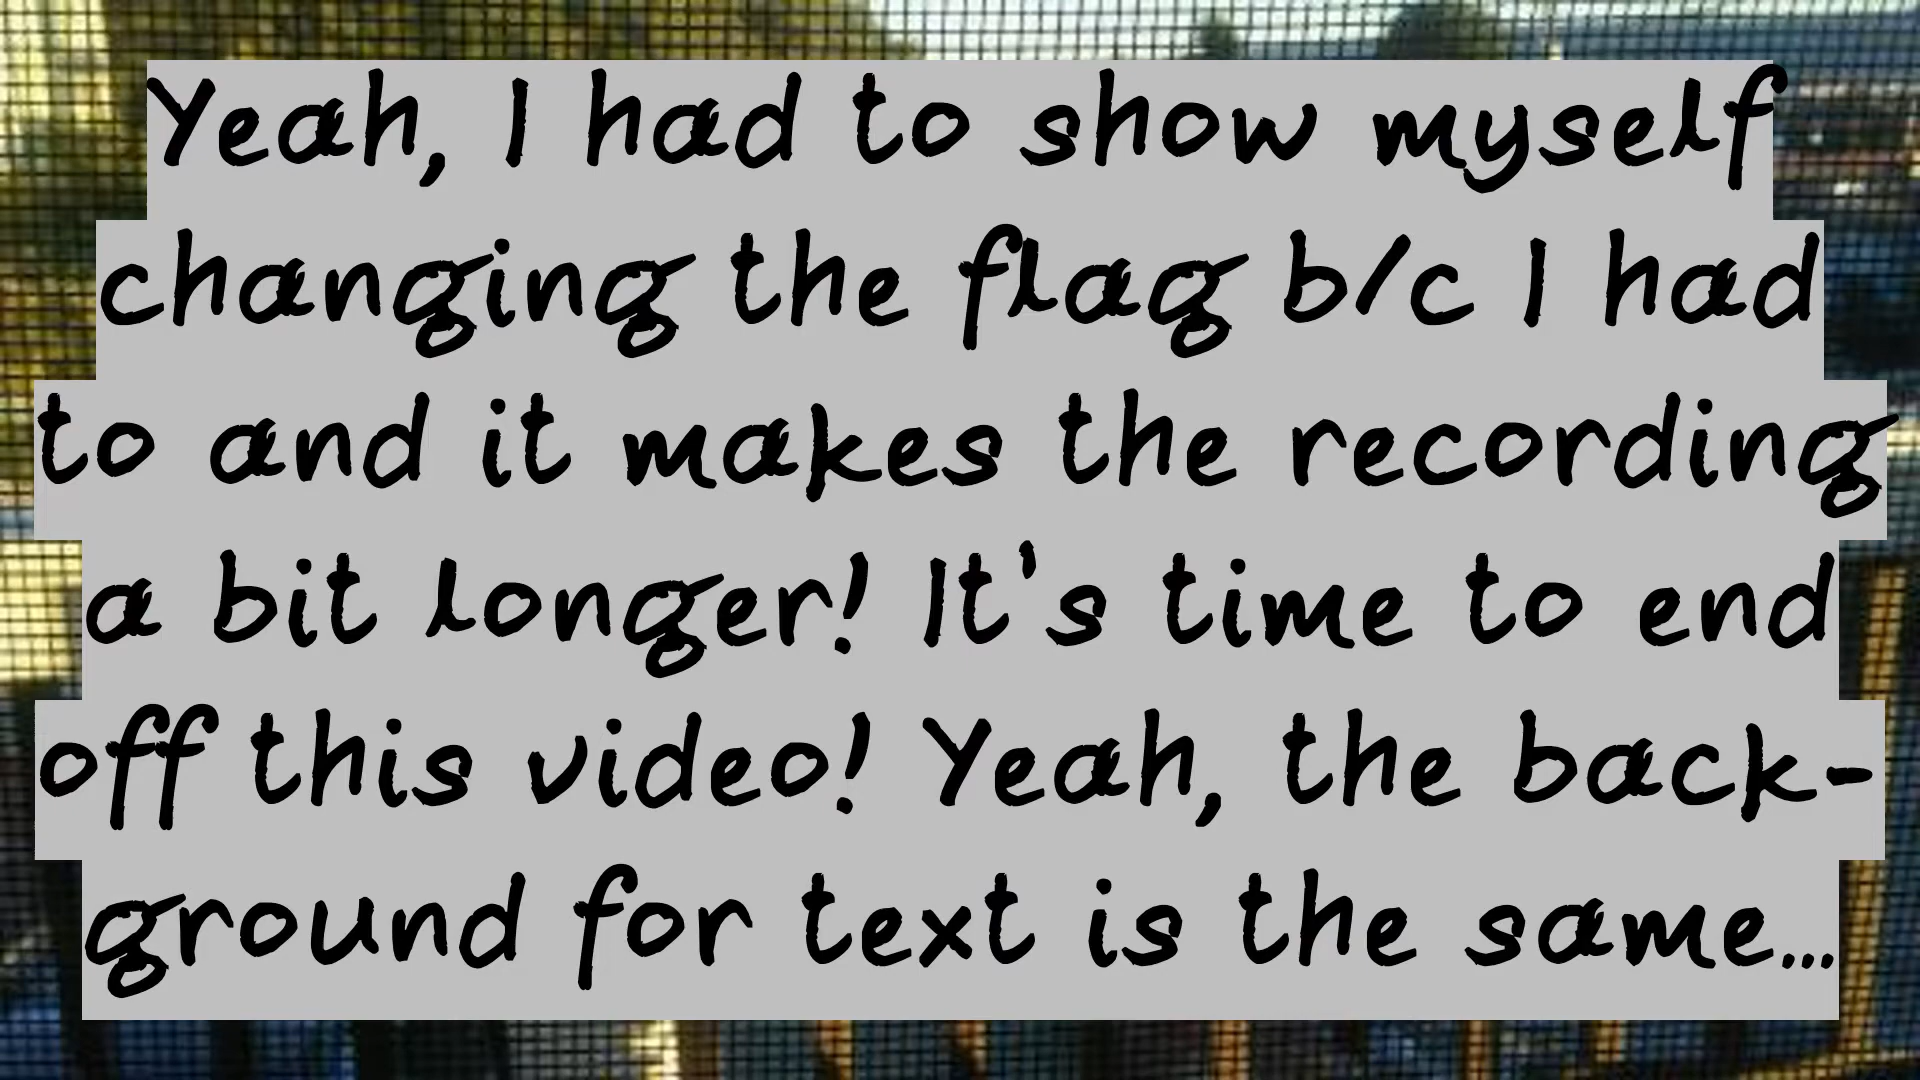 Yeah, I had to show myself
changing the flag b/c I had
to and it makes the recording
a bit longer! It's time to end
off this video! Yeah, the back-
ground for text is the same...